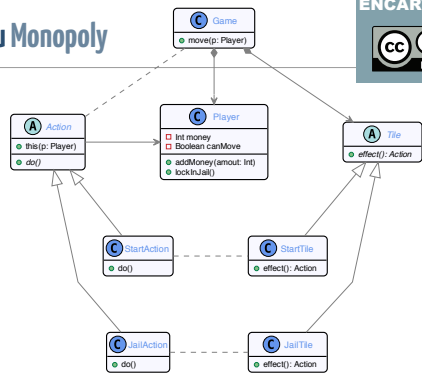 ENCAR
u Monopoly
cc
C Game
move(p: Player)
A Action
this(p: Player)
do()
C Player
Int money
Boolean canMove
addMoney(amout: Int)
lockInJail()
A Tile
effect(): Action
C StartAction
do()
C StartTile
effect(): Action
C JailAction
do()
C JailTile
effect(): Action